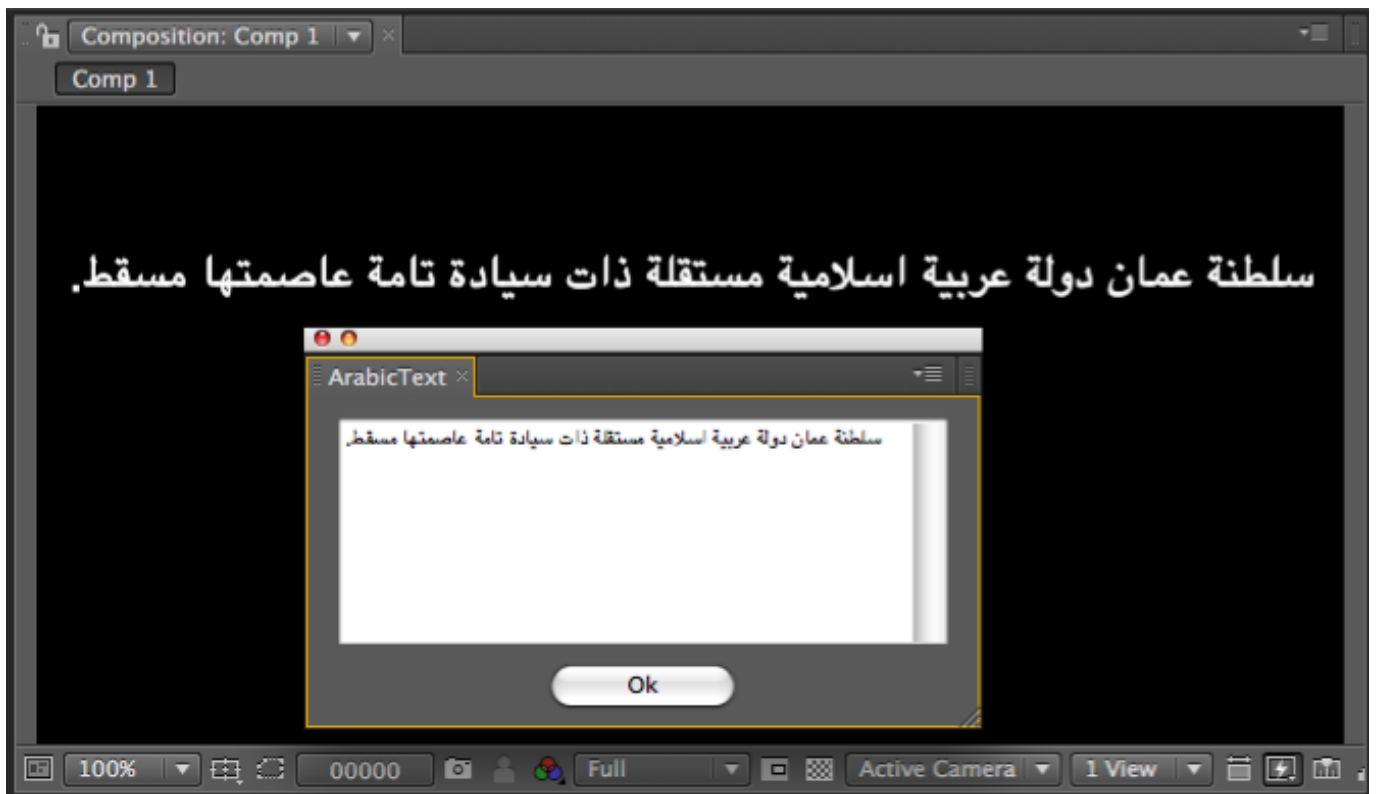 Composition: Comp 1
Comp 1
سلطنة عمان دولة عربية اسلامية مستقلة ذات سيادة تامة عاصمتها مسقط.
ArabicText
سلطنة عمان دولة عربية اسلامية مستقلة ذات سيادة تامة عاصمتها مسقط.
Ok
100% 00000 Full Active Camera 1 View